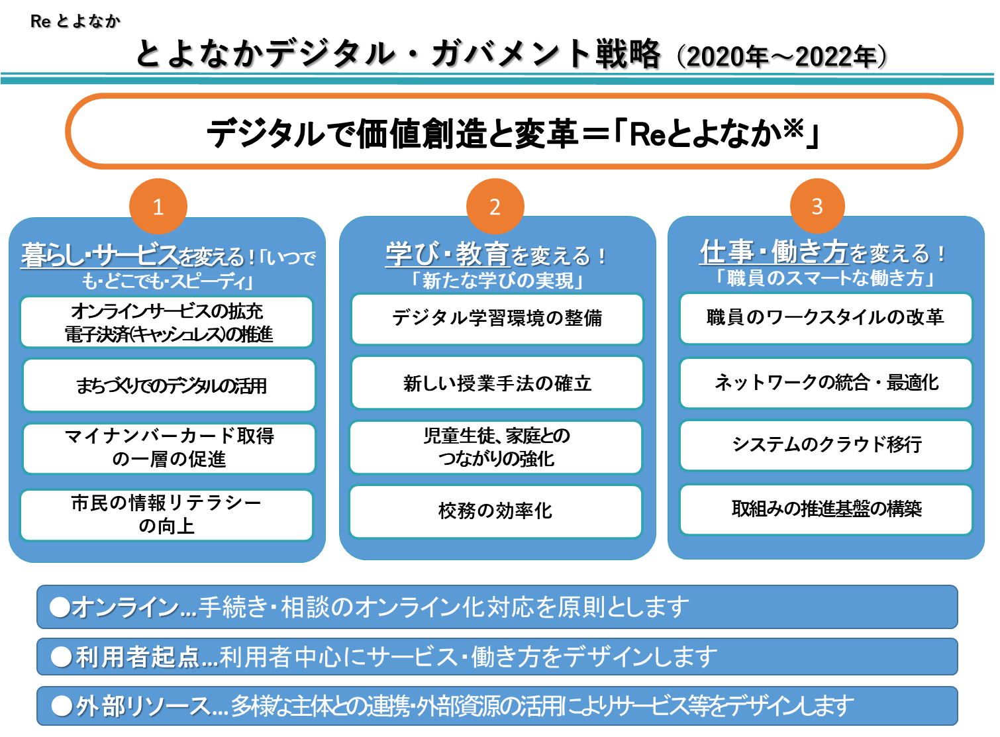 Re とよなか
とよなかデジタル・ガバメント戦略（2020年～2022年）
デジタルで価値創造と変革＝「Reとよなか※」
1
暮らし・サービスを変える！「いつで
も・どこでも・スピーディ」
オンラインサービスの拡充
電子決済(キャッシュレス)の推進
まちづくりでのデジタルの活用
マイナンバーカード取得
の一層の促進
市民の情報リテラシー
の向上
2
学び・教育を変える！
「新たな学びの実現」
デジタル学習環境の整備
新しい授業手法の確立
児童生徒、家庭との
つながりの強化
校務の効率化
3
仕事・働き方を変える！
「職員のスマートな働き方」
職員のワークスタイルの改革
ネットワークの統合・最適化
システムのクラウド移行
取組みの推進基盤の構築
●オンライン…手続き・相談のオンライン化対応を原則とします
●利用者起点…利用者中心にサービス・働き方をデザインします
●外部リソース…多様な主体との連携・外部資源の活用によりサービス等をデザインします